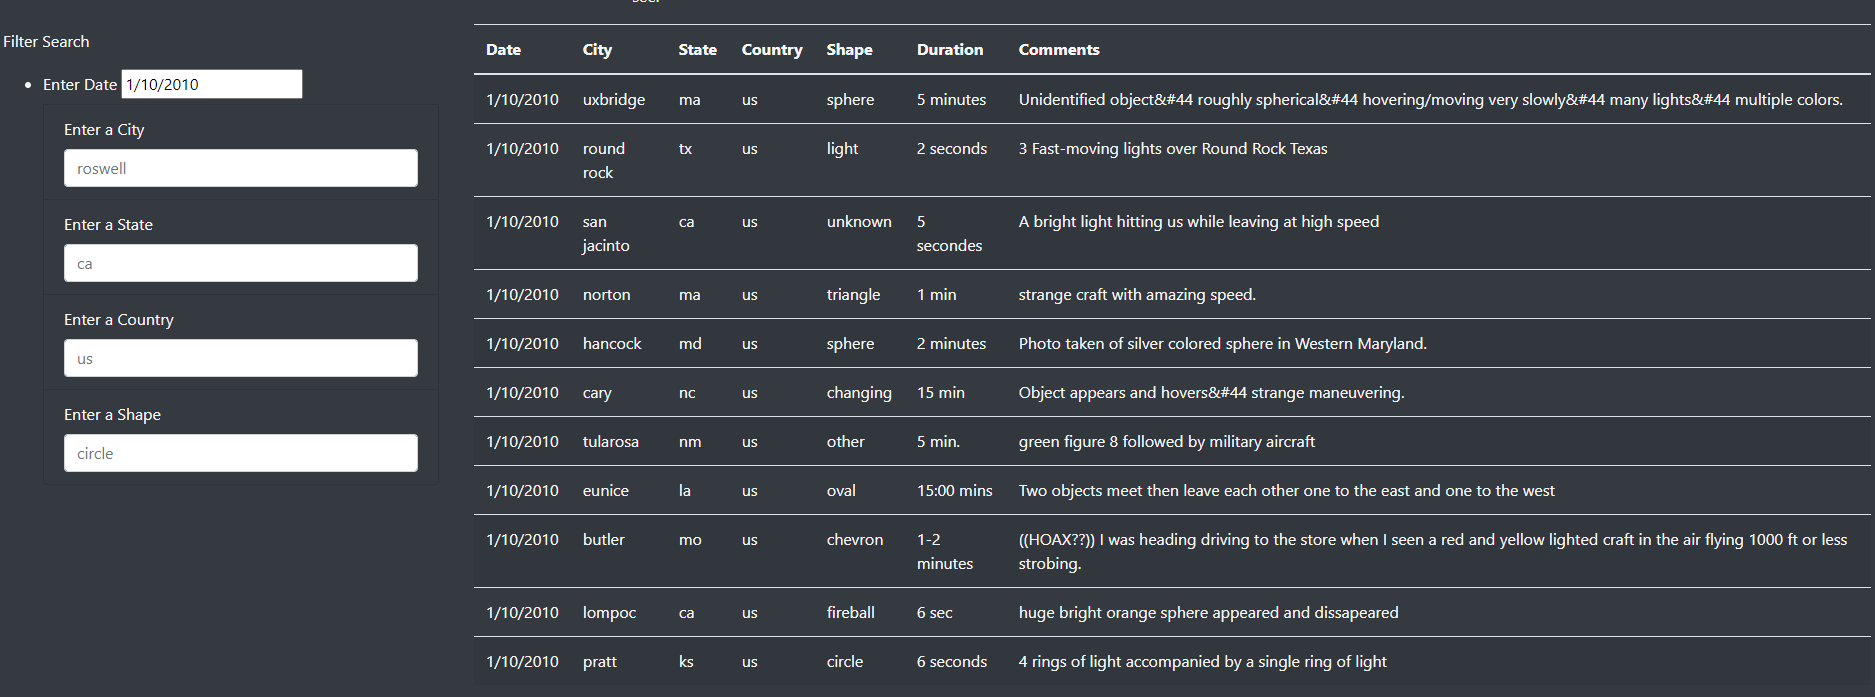 sec.
Filter Search
Enter Date 1/10/2010
Enter a City
roswell
Enter a State
ca
Enter a Country
us
Enter a Shape
circle
Date City State Country Shape Duration Comments
1/10/2010 uxbridge ma us sphere 5 minutes Unidentified object&#44 roughly spherical&#44 hovering/moving very slowly&#44 many lights&#44 multiple colors.
1/10/2010 round rock tx us light 2 seconds 3 Fast-moving lights over Round Rock Texas
1/10/2010 san jacinto ca us unknown 5 secondes A bright light hitting us while leaving at high speed
1/10/2010 norton ma us triangle 1 min strange craft with amazing speed.
1/10/2010 hancock md us sphere 2 minutes Photo taken of silver colored sphere in Western Maryland.
1/10/2010 cary nc us changing 15 min Object appears and hovers&#44 strange maneuvering.
1/10/2010 tularosa nm us other 5 min. green figure 8 followed by military aircraft
1/10/2010 eunice la us oval 15:00 mins Two objects meet then leave each other one to the east and one to the west
1/10/2010 butler mo us chevron 1-2 minutes ((HOAX??)) I was heading driving to the store when I seen a red and yellow lighted craft in the air flying 1000 ft or less strobing.
1/10/2010 lompoc ca us fireball 6 sec huge bright orange sphere appeared and dissapeared
1/10/2010 pratt ks us circle 6 seconds 4 rings of light accompanied by a single ring of light